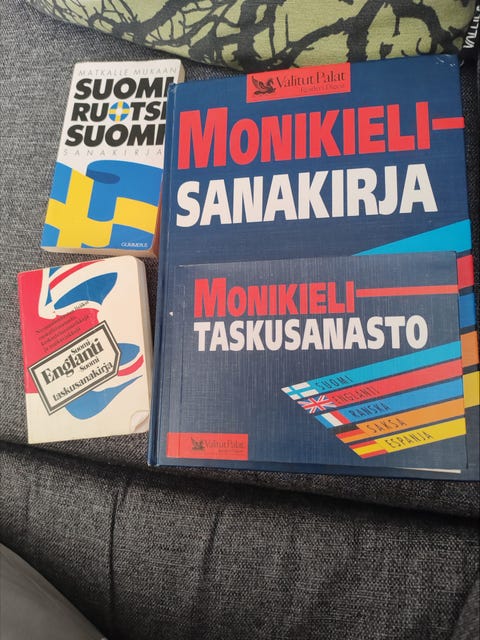 MATKALLE MUKAAN
SUOMI
RUOTSI
SUOMI
SANAKIRJA
GUMMERUS
Valitut Palat
Reader's Digest
MONIKIELI-
SANAKIRJA
MONIKIELI
TASKUSANASTO
SUOMI
ENGLANTI
RANSKA
SAKSA
ESPANJA
Valitut Palat
Suomi
Englanti
Suomi
taskusanakirja